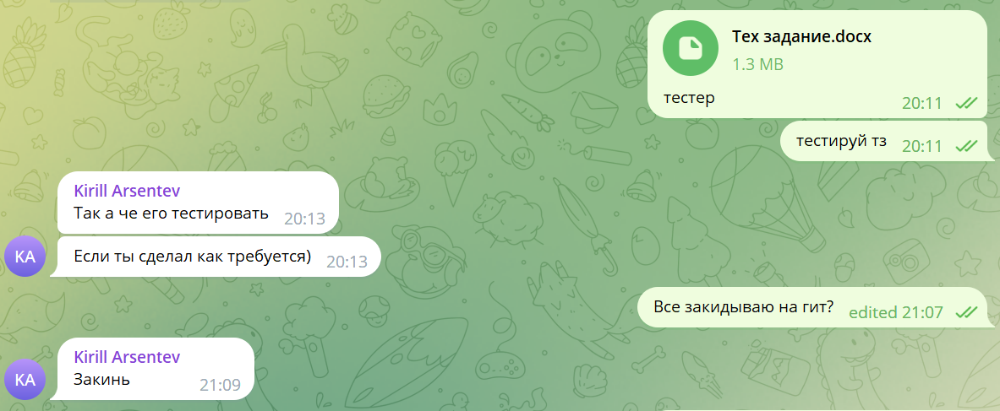 Тех задание.docx
1.3 MB
тестер
20:11
тестируй тз 20:11
Kirill Arsentev
Так а че его тестировать 20:13
KA
Если ты сделал как требуется) 20:13
Все закидываю на гит? edited 21:07
Kirill Arsentev
KA
Закинь 21:09